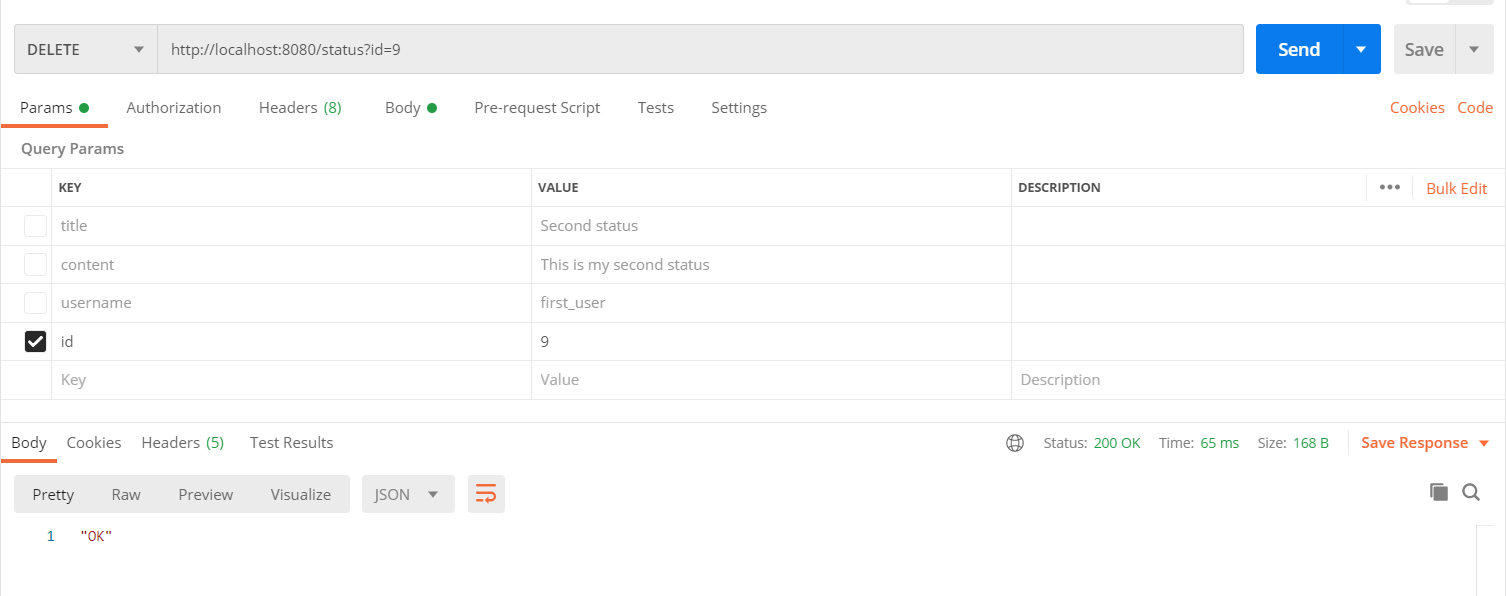 DELETE http://localhost:8080/status?id=9 Send Save
Params Authorization Headers (8) Body Pre-request Script Tests Settings Cookies Code
Query Params
KEY VALUE DESCRIPTION ••• Bulk Edit
title Second status
content This is my second status
username first_user
id 9
Key Value Description
Body Cookies Headers (5) Test Results Status: 200 OK Time: 65 ms Size: 168 B Save Response
Pretty Raw Preview Visualize JSON
1 "OK"